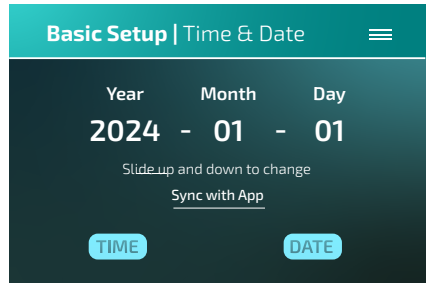 Basic Setup | Time & Date
Year Month Day
2024 - 01 - 01
Slide up and down to change
Sync with App
TIME DATE